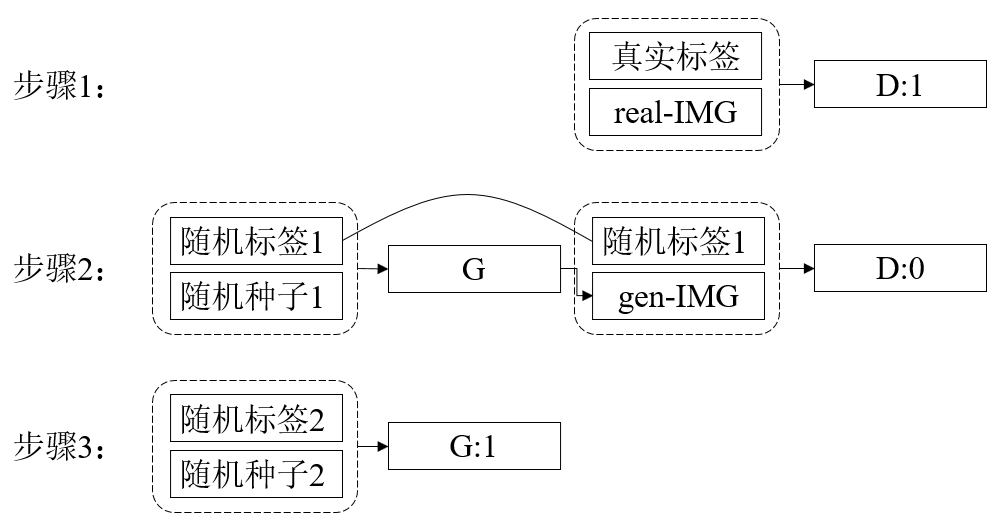 步骤1：
真实标签
real-IMG
D:1
步骤2：
随机标签1
随机种子1
G
随机标签1
gen-IMG
D:0
步骤3：
随机标签2
随机种子2
G:1